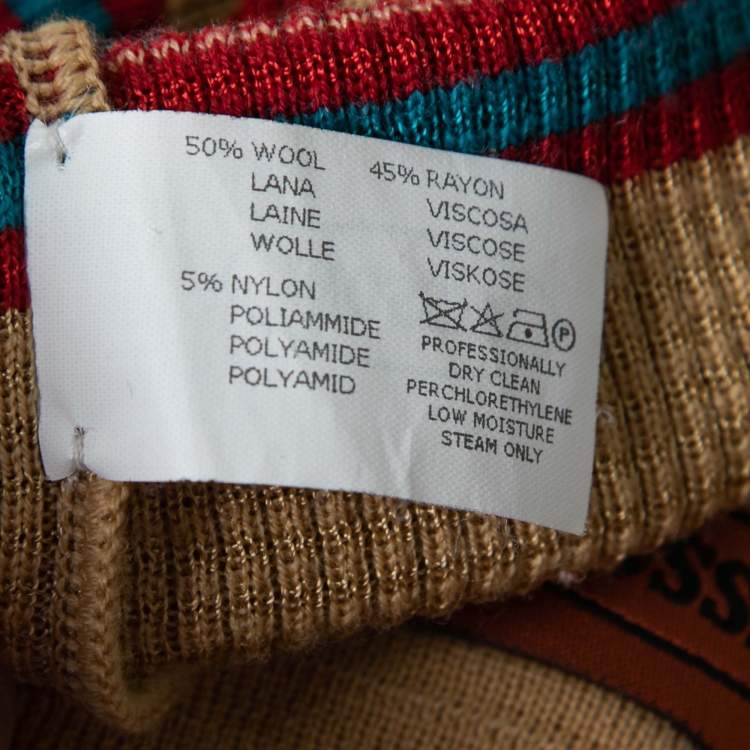 50% WOOL
LANA
LAINE
WOLLE
45% RAYON
VISCOSA
VISCOSE
VISKOSE
5% NYLON
POLIAMMIDE
POLYAMIDE
POLYAMID
P
PROFESSIONALLY
DRY CLEAN
PERCHLORETHYLENE
LOW MOISTURE
STEAM ONLY